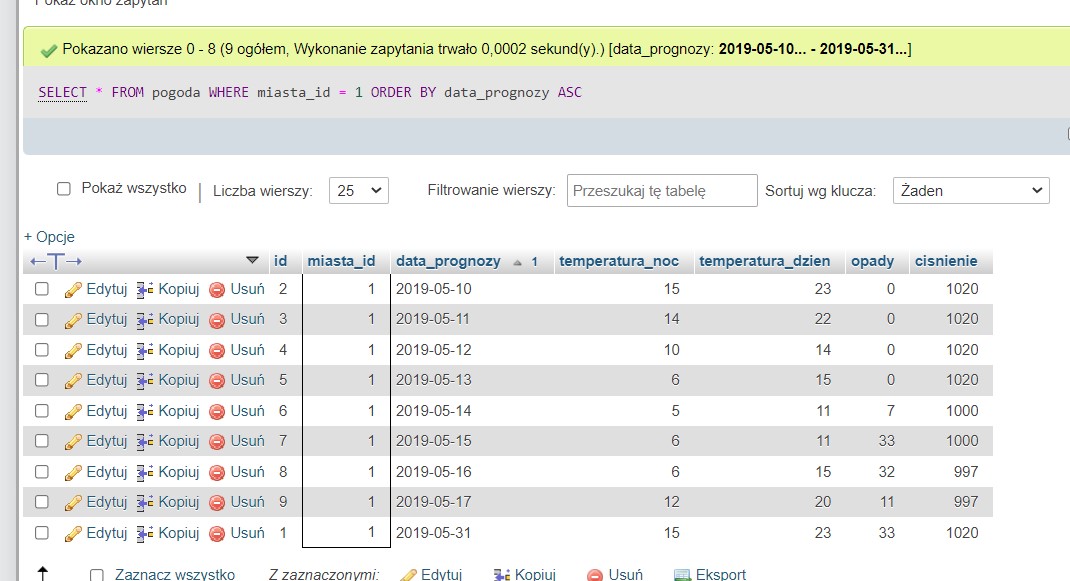 Pokaż okno zapytań
Pokazano wiersze 0 - 8 (9 ogółem, Wykonanie zapytania trwało 0,0002 sekund(y).) [data_prognozy: 2019-05-10... - 2019-05-31...]
SELECT * FROM pogoda WHERE miasta_id = 1 ORDER BY data_prognozy ASC
Pokaż wszystko | Liczba wierszy: 25 Filtrowanie wierszy: Przeszukaj tę tabelę Sortuj wg klucza: Żaden
+ Opcje
←T→ id miasta_id data_prognozy 1 temperatura_noc temperatura_dzien opady cisnienie
Edytuj Kopiuj Usuń 2 1 2019-05-10 15 23 0 1020
Edytuj Kopiuj Usuń 3 1 2019-05-11 14 22 0 1020
Edytuj Kopiuj Usuń 4 1 2019-05-12 10 14 0 1020
Edytuj Kopiuj Usuń 5 1 2019-05-13 6 15 0 1020
Edytuj Kopiuj Usuń 6 1 2019-05-14 5 11 7 1000
Edytuj Kopiuj Usuń 7 1 2019-05-15 6 11 33 1000
Edytuj Kopiuj Usuń 8 1 2019-05-16 6 15 32 997
Edytuj Kopiuj Usuń 9 1 2019-05-17 12 20 11 997
Edytuj Kopiuj Usuń 1 1 2019-05-31 15 23 33 1020
Zaznacz wszystko Z zaznaczonymi: Edytuj Kopiuj Usuń Eksport